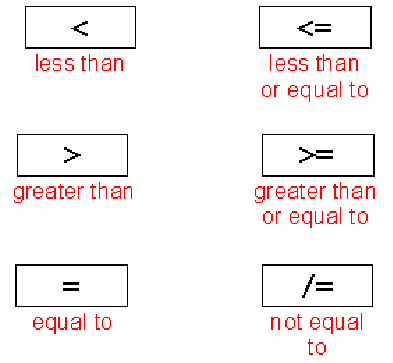 <
<=
less than
less than
or equal to
>
>=
greater than
greater than
or equal to
=
/=
equal to
not equal
to